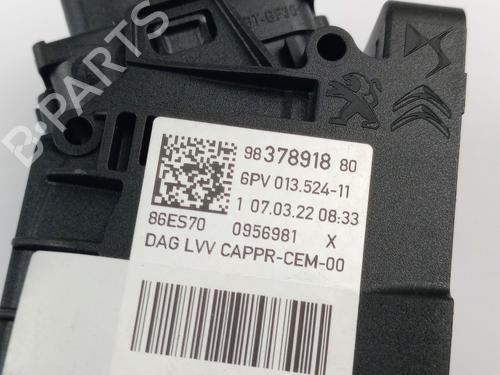 B-PARTS
98 378918 80
6PV 013.524-11
1 07.03.22 08:33
86ES70 0956981 X
DAG LVV CAPPR-CEM-00